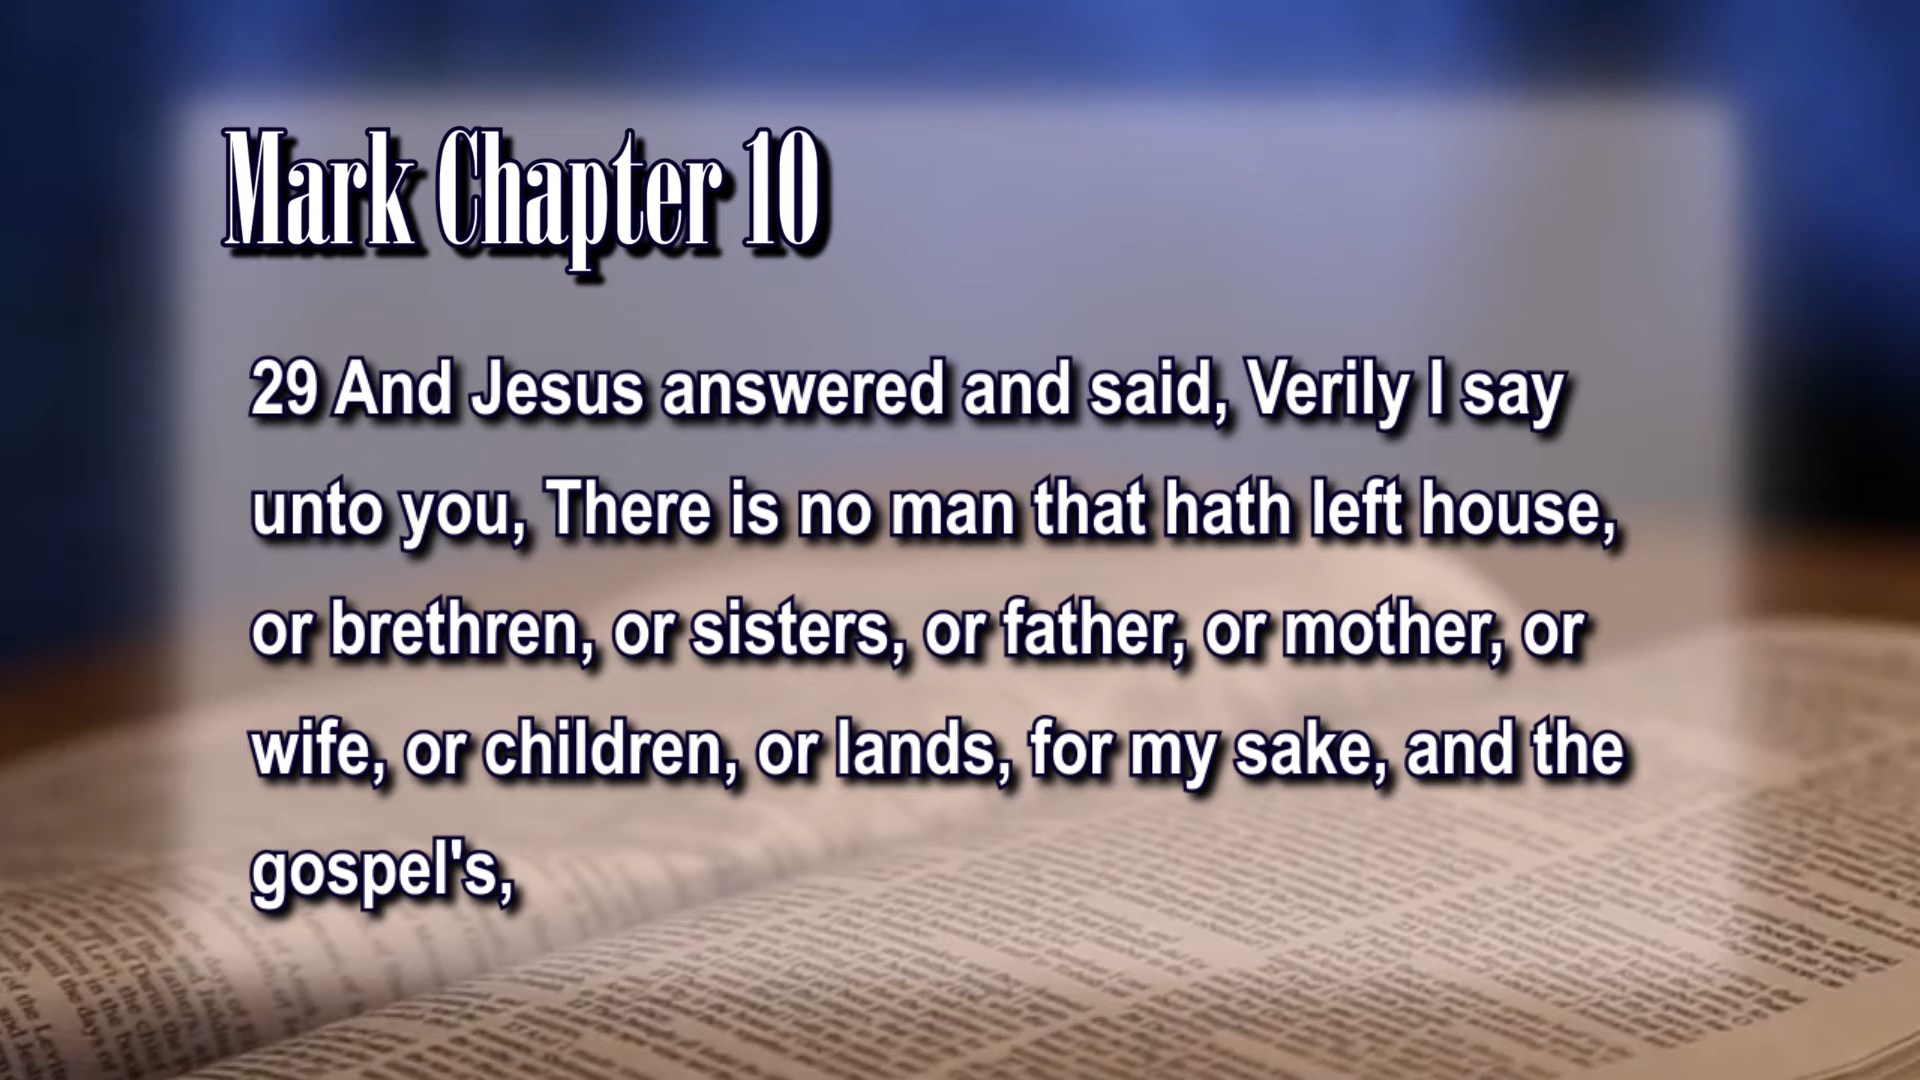 Mark Chapter 10
29 And Jesus answered and said, Verily I say
unto you, There is no man that hath left house,
or brethren, or sisters, or father, or mother, or
wife, or children, or lands, for my sake, and the
gospel's,